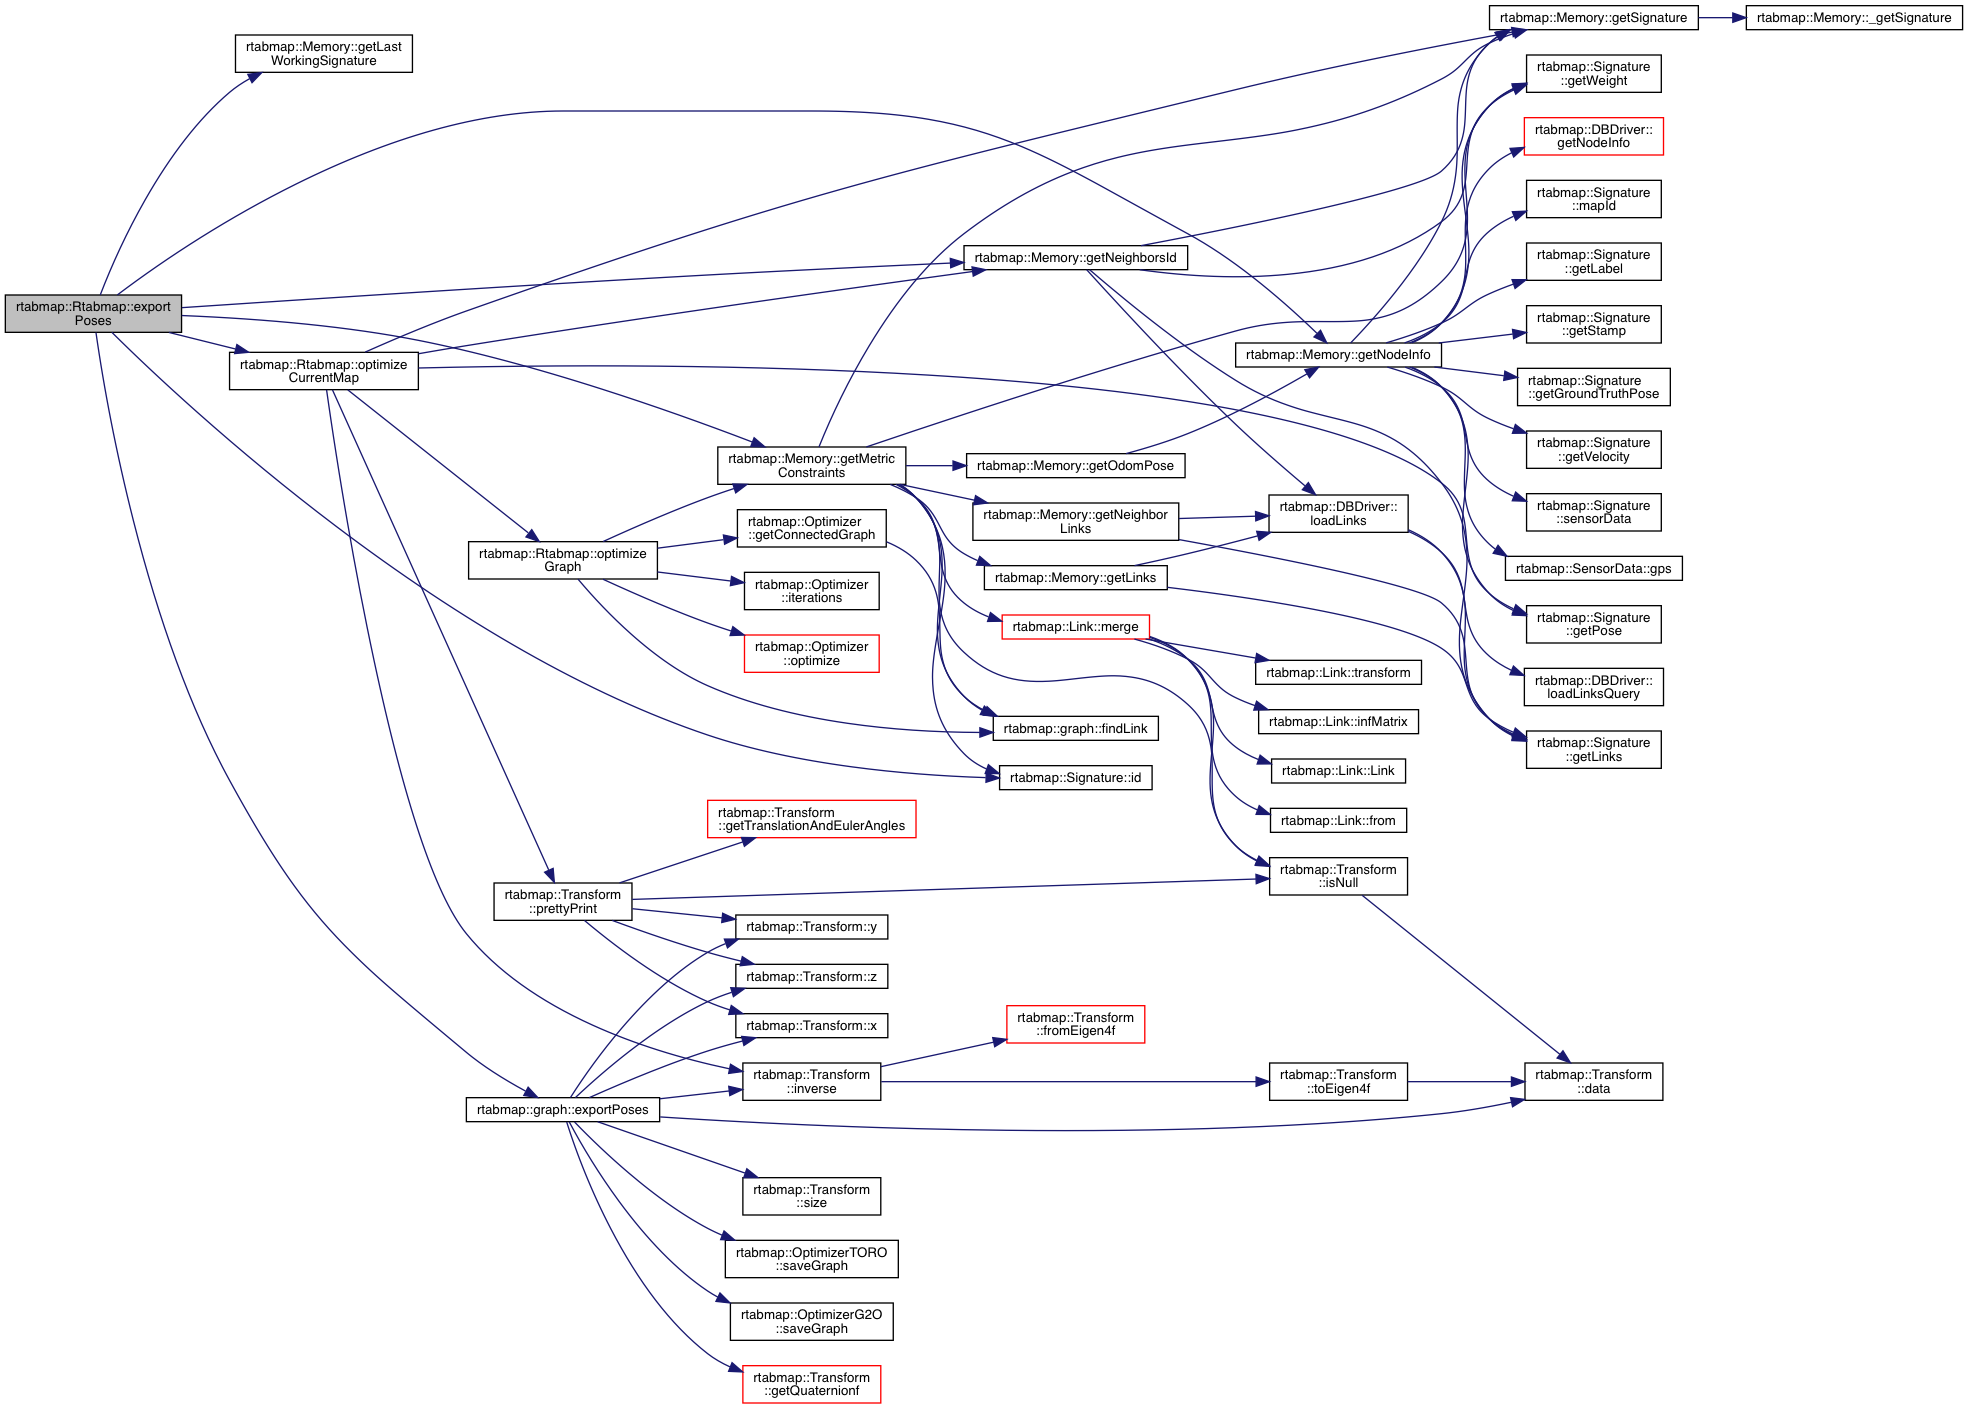 rtabmap::Rtabmap::export
Poses
rtabmap::Memory::getLast
WorkingSignature
rtabmap::Rtabmap::optimize
CurrentMap
rtabmap::Rtabmap::optimize
Graph
rtabmap::Transform
::prettyPrint
rtabmap::graph::exportPoses
rtabmap::Memory::getMetric
Constraints
rtabmap::Optimizer
::getConnectedGraph
rtabmap::Optimizer
::iterations
rtabmap::Optimizer
::optimize
rtabmap::Transform
::getTranslationAndEulerAngles
rtabmap::Transform::y
rtabmap::Transform::z
rtabmap::Transform::x
rtabmap::Transform
::inverse
rtabmap::Transform
::size
rtabmap::OptimizerTORO
::saveGraph
rtabmap::OptimizerG2O
::saveGraph
rtabmap::Transform
::getQuaternionf
rtabmap::Memory::getNeighborsId
rtabmap::Memory::getOdomPose
rtabmap::Memory::getNeighbor
Links
rtabmap::Memory::getLinks
rtabmap::Link::merge
rtabmap::graph::findLink
rtabmap::Signature::id
rtabmap::Transform
::fromEigen4f
rtabmap::Memory::getNodeInfo
rtabmap::DBDriver::
loadLinks
rtabmap::Link::transform
rtabmap::Link::infMatrix
rtabmap::Link::Link
rtabmap::Link::from
rtabmap::Transform
::isNull
rtabmap::Transform
::toEigen4f
rtabmap::Memory::getSignature
rtabmap::Signature
::getWeight
rtabmap::DBDriver::
getNodeInfo
rtabmap::Signature
::mapId
rtabmap::Signature
::getLabel
rtabmap::Signature
::getStamp
rtabmap::Signature
::getGroundTruthPose
rtabmap::Signature
::getVelocity
rtabmap::Signature
::sensorData
rtabmap::SensorData::gps
rtabmap::Signature
::getPose
rtabmap::DBDriver::
loadLinksQuery
rtabmap::Signature
::getLinks
rtabmap::Transform
::data
rtabmap::Memory::_getSignature